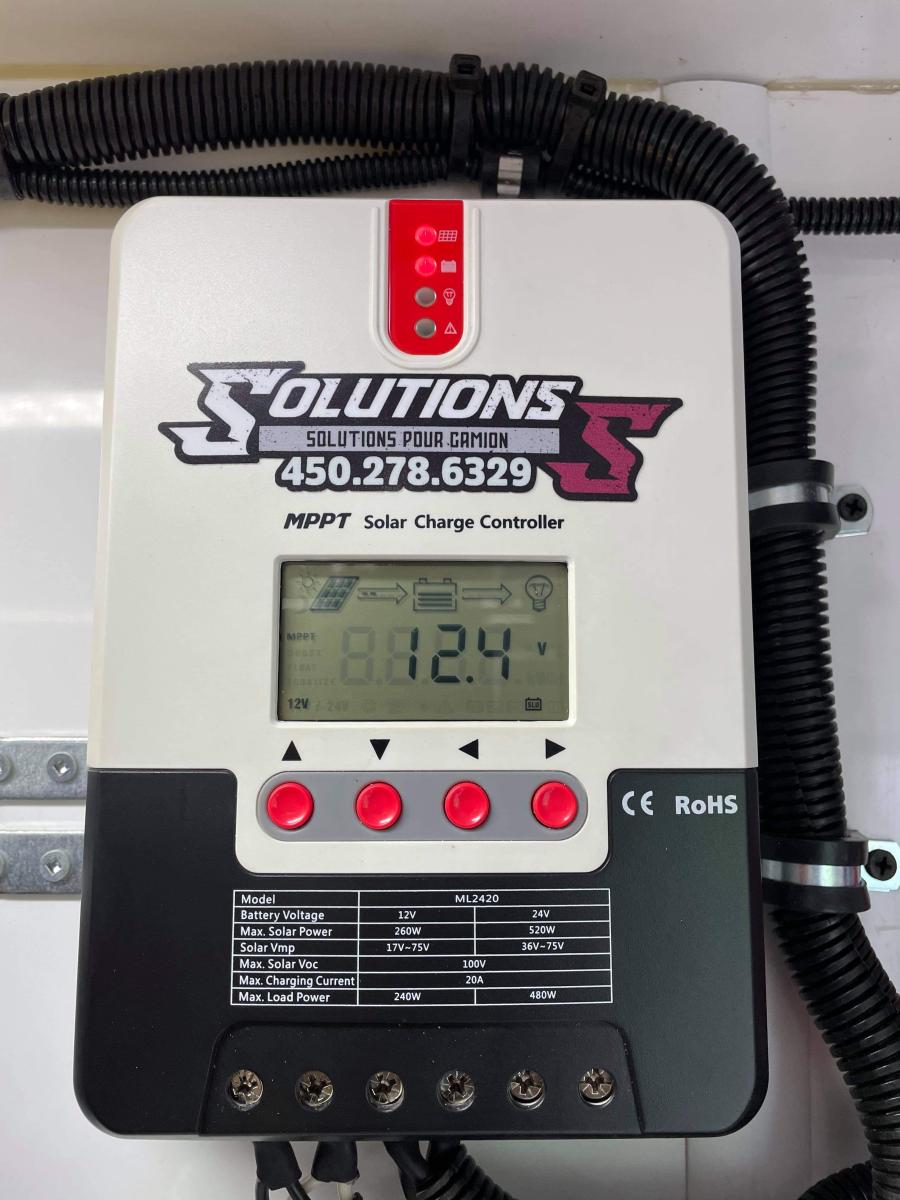 SOLUTIONS S
SOLUTIONS POUR CAMION
450.278.6329
MPPT Solar Charge Controller
MPPT
12.4 V
12V / 24V
SLD
CE RoHS
Model ML2420
Battery Voltage 12V 24V
Max. Solar Power 260W 520W
Solar Vmp 17V~75V 36V~75V
Max. Solar Voc 100V
Max. Charging Current 20A
Max. Load Power 240W 480W